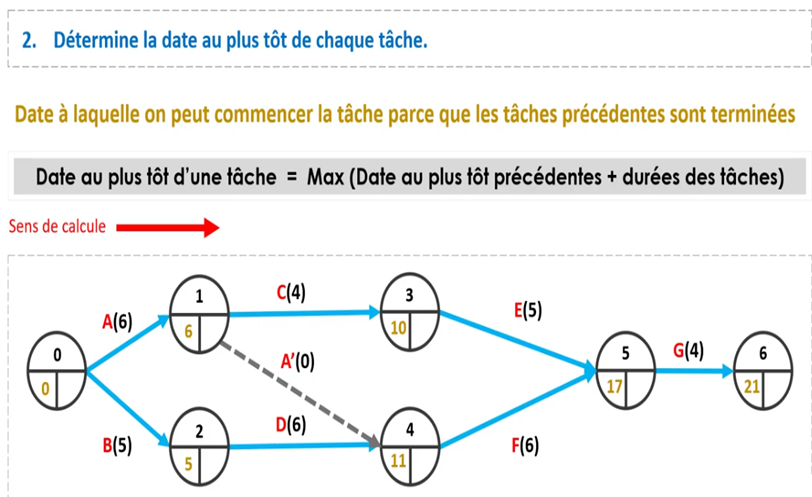 2. Détermine la date au plus tôt de chaque tâche.
Date à laquelle on peut commencer la tâche parce que les tâches précédentes sont terminées
Date au plus tôt d'une tâche = Max (Date au plus tôt précédentes + durées des tâches)
Sens de calcule
A(6)
1
6
C(4)
3
10
E(5)
0
0
A'(0)
5
17
G(4)
6
21
B(5)
2
5
D(6)
4
11
F(6)